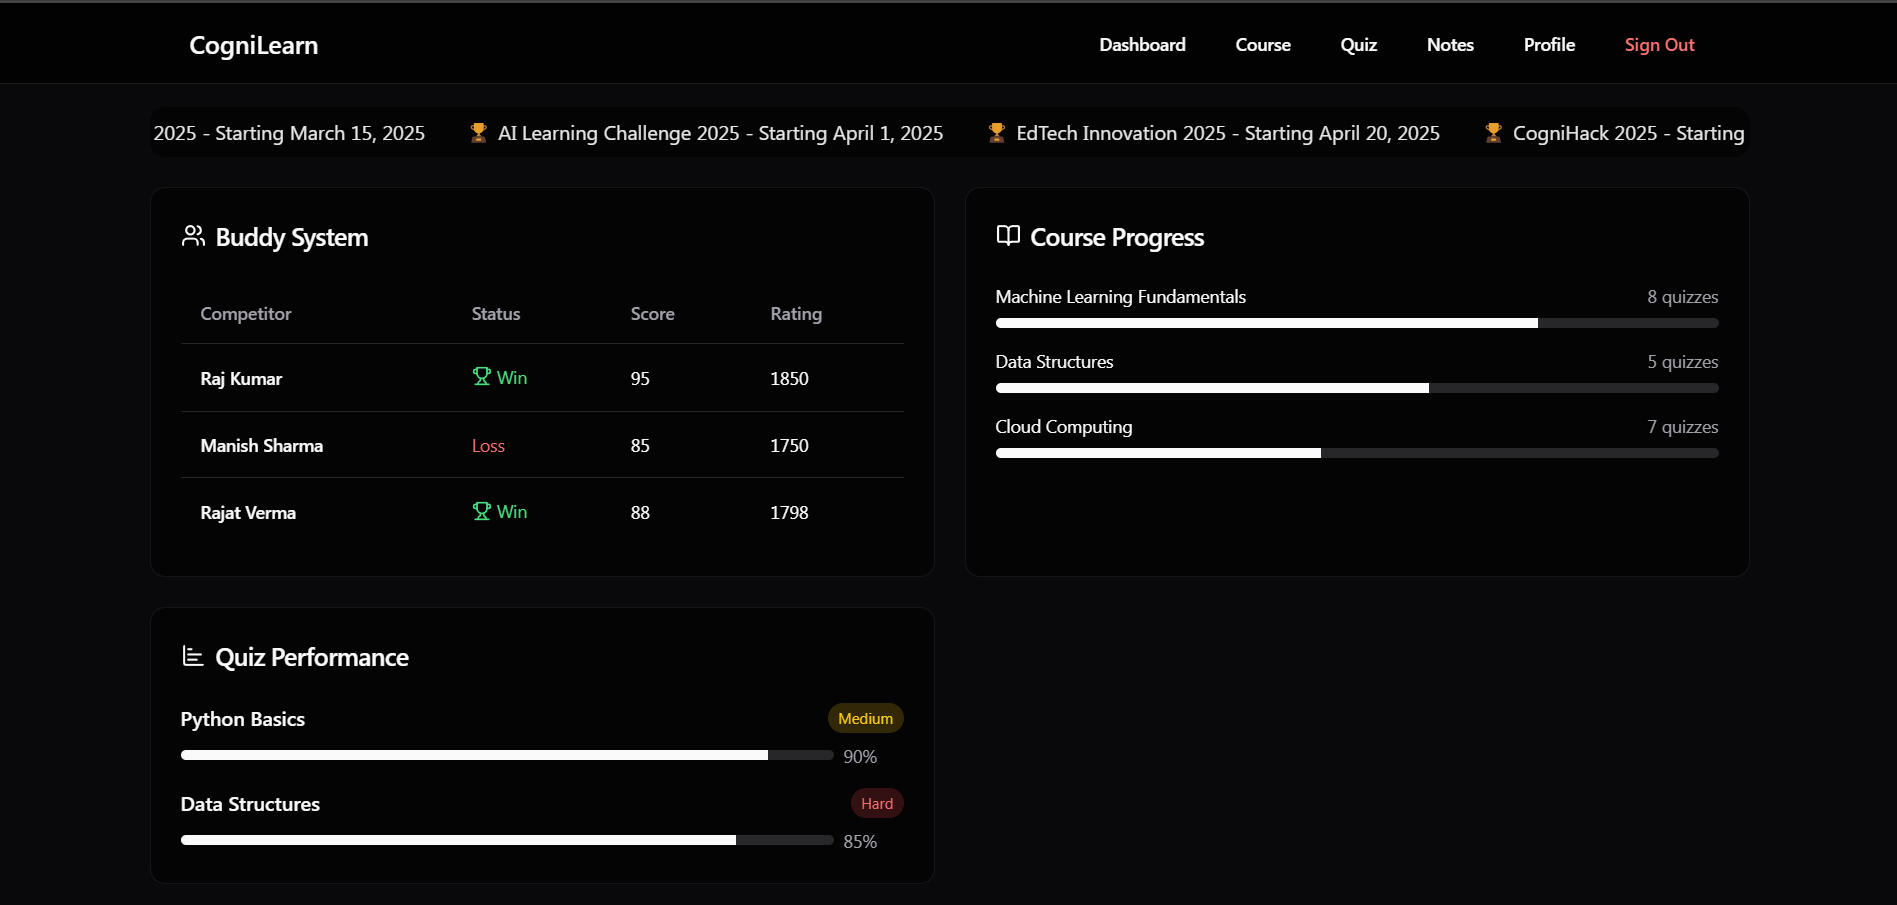 CogniLearn
Dashboard Course Quiz Notes Profile Sign Out
2025 - Starting March 15, 2025 🏆 AI Learning Challenge 2025 - Starting April 1, 2025 🏆 EdTech Innovation 2025 - Starting April 20, 2025 🏆 CogniHack 2025 - Starting
Buddy System
Competitor Status Score Rating
Raj Kumar Win 95 1850
Manish Sharma Loss 85 1750
Rajat Verma Win 88 1798
Course Progress
Machine Learning Fundamentals 8 quizzes
Data Structures 5 quizzes
Cloud Computing 7 quizzes
Quiz Performance
Python Basics Medium
90%
Data Structures Hard
85%